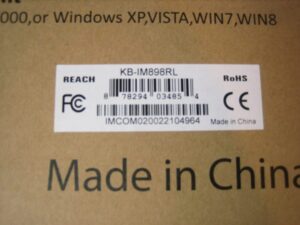 000,or Windows XP,VISTA,WIN7,WIN8
REACH KB-IM898RL RoHS
FC CE
8 78294 03485 4
IMCOM020022104964 Made in China
Made in China